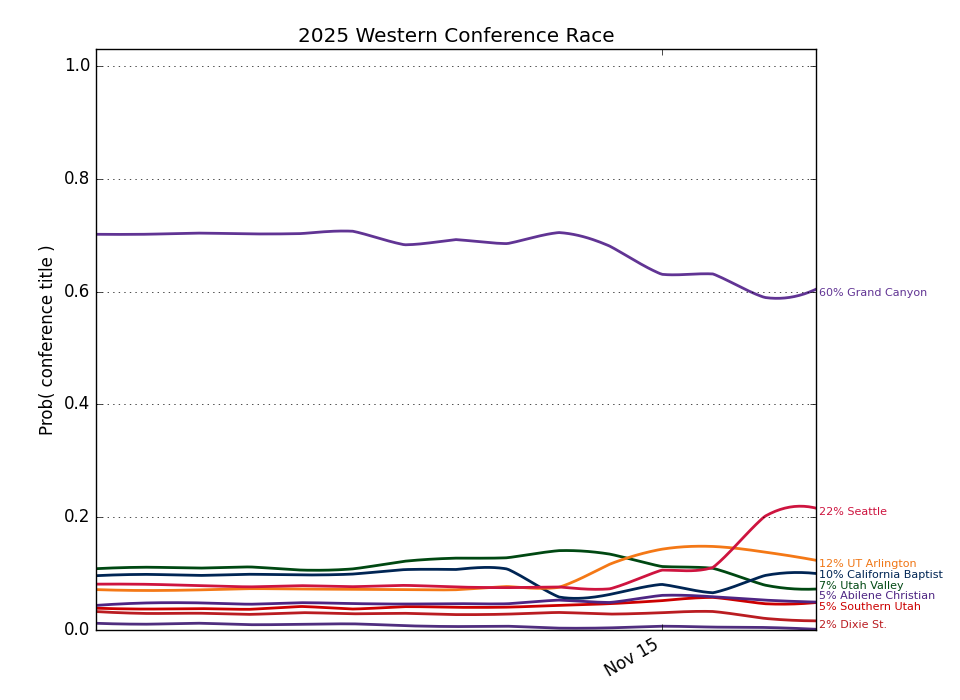 2025 Western Conference Race
Prob( conference title )
1.0
0.8
0.6
0.4
0.2
0.0
Nov 15
60% Grand Canyon
22% Seattle
12% UT Arlington
10% California Baptist
7% Utah Valley
5% Abilene Christian
5% Southern Utah
2% Dixie St.